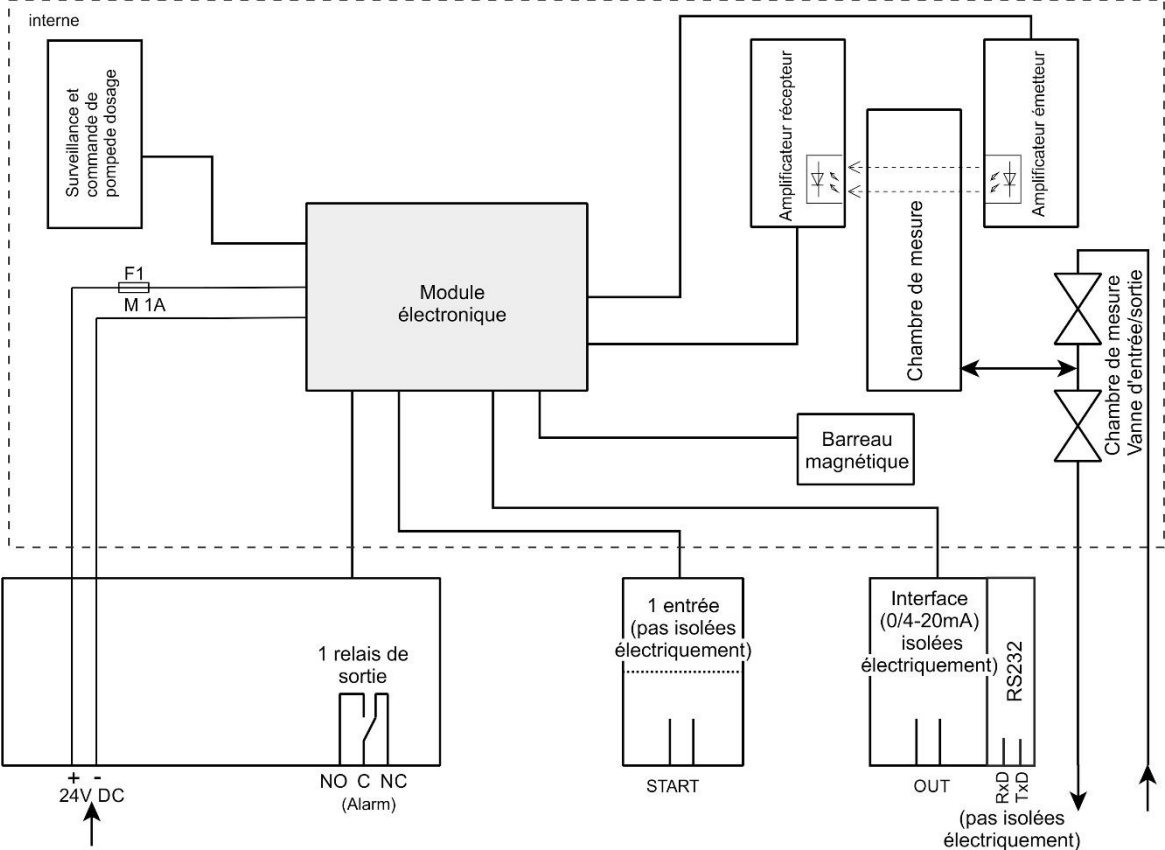 interne
Surveillance et
commande de
pompede dosage
F1
M 1A
Module
électronique
Amplificateur récepteur
Chambre de mesure
Amplificateur émetteur
Chambre de mesure
Vanne d'entrée/sortie
Barreau
magnétique
1 relais de
sortie
NO C NC
(Alarm)
+ -
24V DC
1 entrée
(pas isolées
électriquement)
START
Interface
(0/4-20mA)
isolées
électriquement)
OUT
RS232
RxD
TxD
(pas isolées
électriquement)